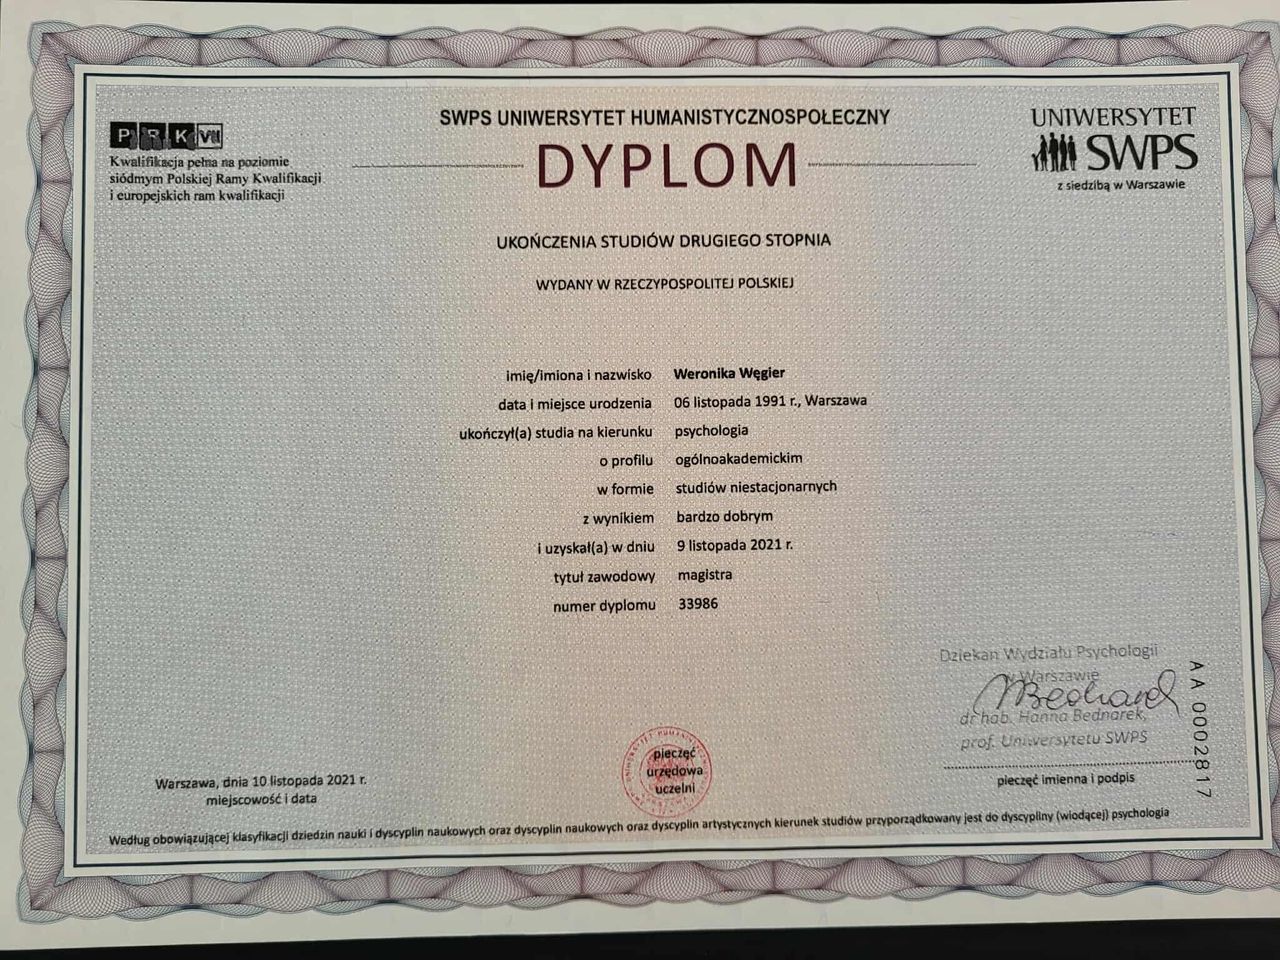 SWPS UNIWERSYTET HUMANISTYCZNOSPOŁECZNY
DYPLOM
PRK VII
Kwalifikacja pełna na poziomie
siódmym Polskiej Ramy Kwalifikacji
i europejskich ram kwalifikacji
UNIWERSYTET
SWPS
z siedzibą w Warszawie
UKOŃCZENIA STUDIÓW DRUGIEGO STOPNIA
WYDANY W RZECZYPOSPOLITEJ POLSKIEJ
imię/imiona i nazwisko Weronika Węgier
data i miejsce urodzenia 06 listopada 1991 r., Warszawa
ukończył(a) studia na kierunku psychologia
o profilu ogólnoakademickim
w formie studiów niestacjonarnych
z wynikiem bardzo dobrym
i uzyskał(a) w dniu 9 listopada 2021 r.
tytuł zawodowy magistra
numer dyplomu 33986
Dziekan Wydziału Psychologii
w Warszawie
dr hab. Hanna Bednarek,
prof. Uniwersytetu SWPS
pieczęć imienna i podpis
A A 0002817
pieczęć
urzędowa
uczelni
Warszawa, dnia 10 listopada 2021 r.
miejscowość i data
Według obowiązującej klasyfikacji dziedzin nauki i dyscyplin naukowych oraz dyscyplin naukowych oraz dyscyplin artystycznych kierunek studiów przyporządkowany jest do dyscypliny (wiodącej) psychologia